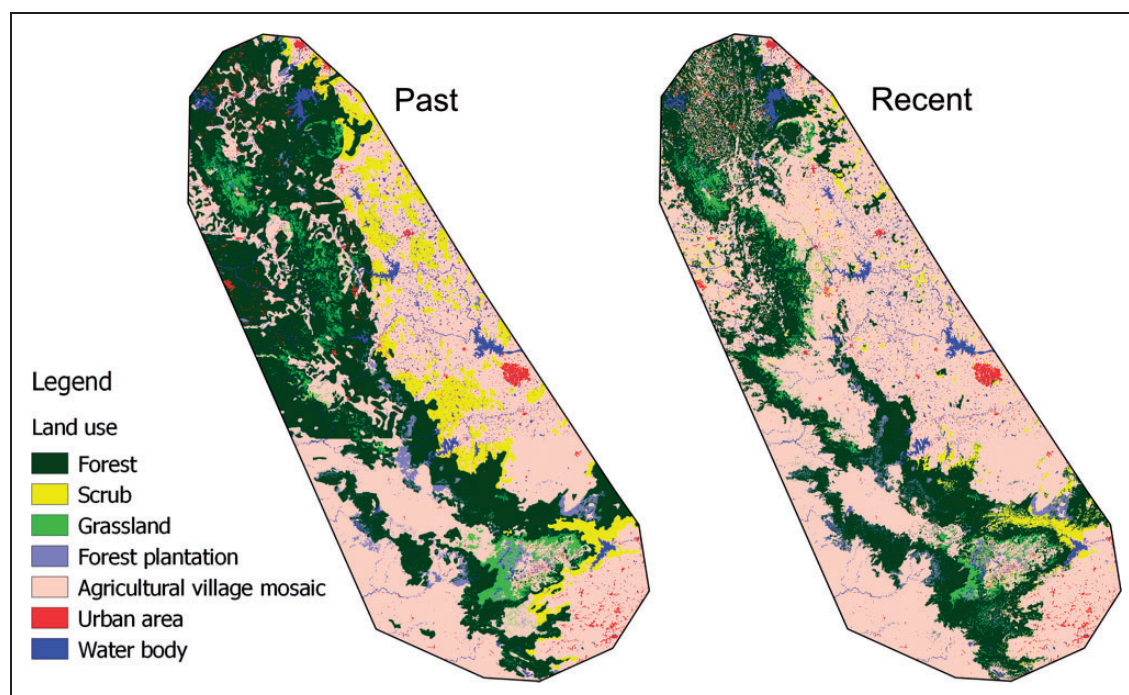 Past
Recent
Legend
Land use
Forest
Scrub
Grassland
Forest plantation
Agricultural village mosaic
Urban area
Water body